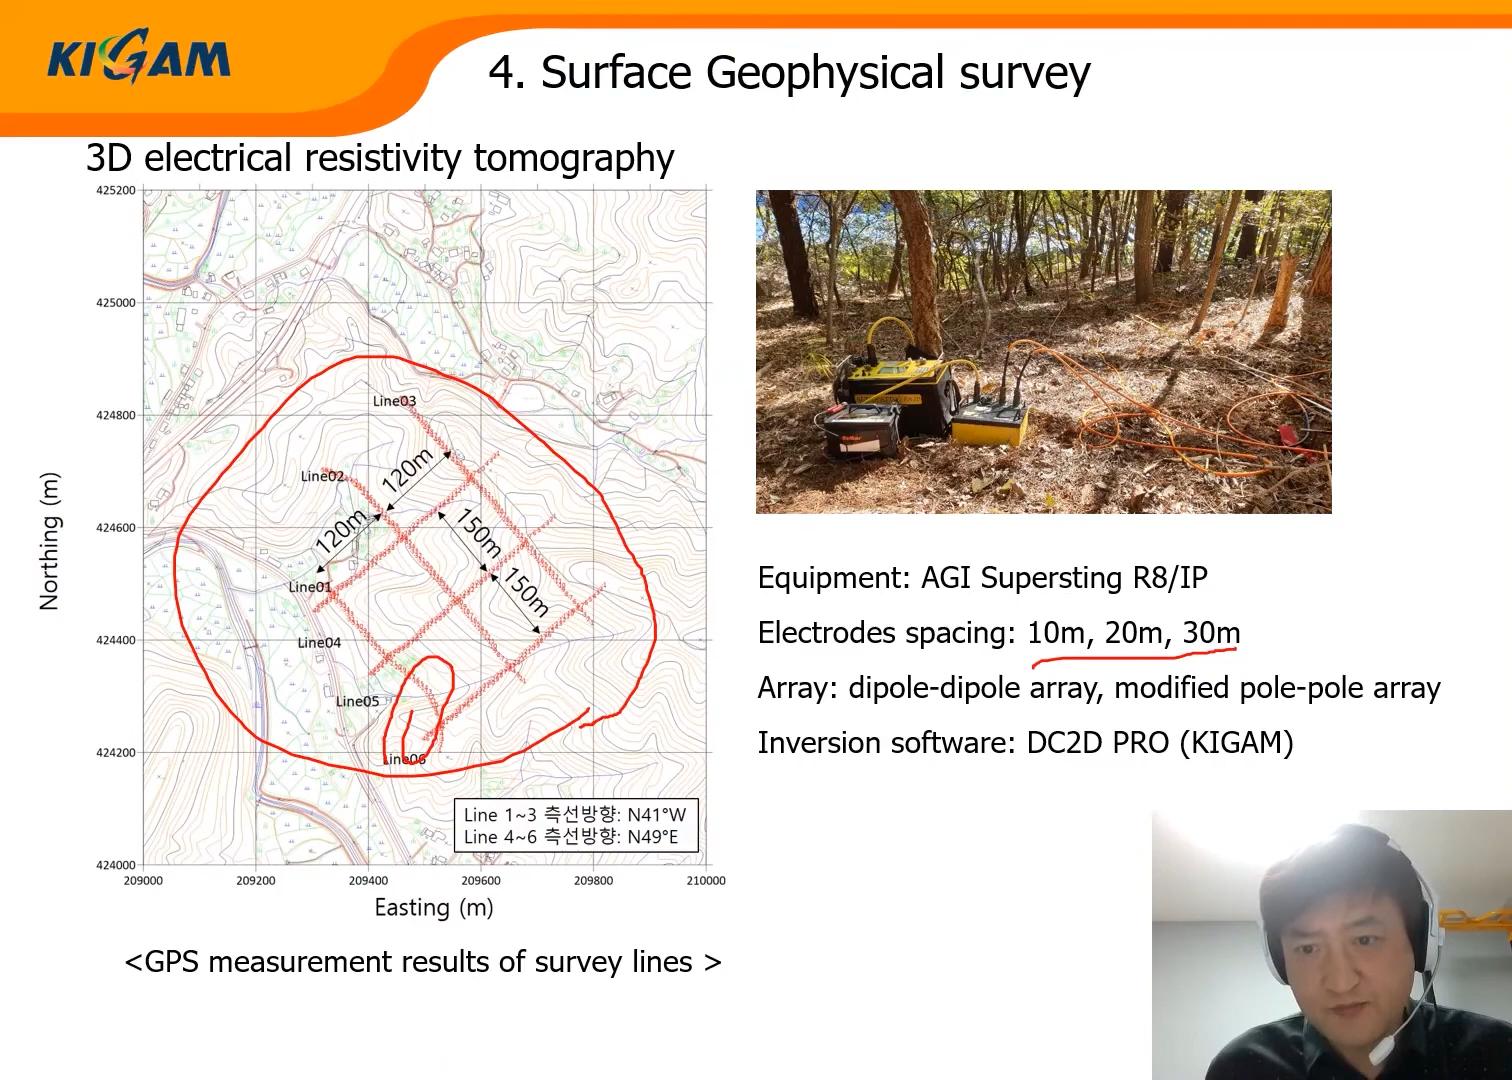 KIGAM
4. Surface Geophysical survey
3D electrical resistivity tomography
425200
425000
424800
424600
424400
424200
424000
Northing (m)
Line03
Line02
120m
120m
150m
150m
Line01
Line04
Line05
Line06
Line 1~3 측선방향: N41°W
Line 4~6 측선방향: N49°E
209000 209200 209400 209600 209800 210000
Easting (m)
<GPS measurement results of survey lines >
Equipment: AGI Supersting R8/IP
Electrodes spacing: 10m, 20m, 30m
Array: dipole-dipole array, modified pole-pole array
Inversion software: DC2D PRO (KIGAM)